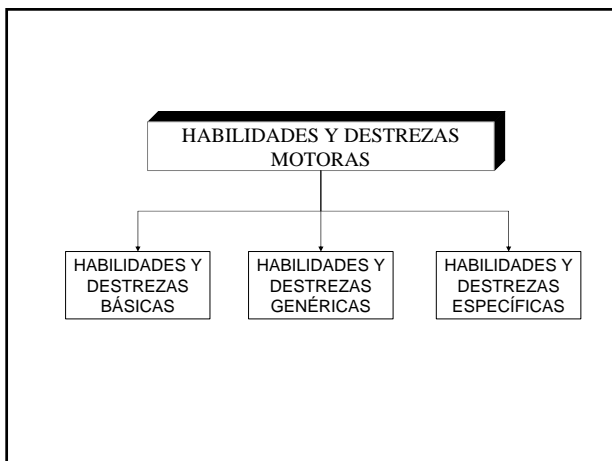 HABILIDADES Y DESTREZAS
MOTORAS
HABILIDADES Y
DESTREZAS
BÁSICAS
HABILIDADES Y
DESTREZAS
GENÉRICAS
HABILIDADES Y
DESTREZAS
ESPECÍFICAS